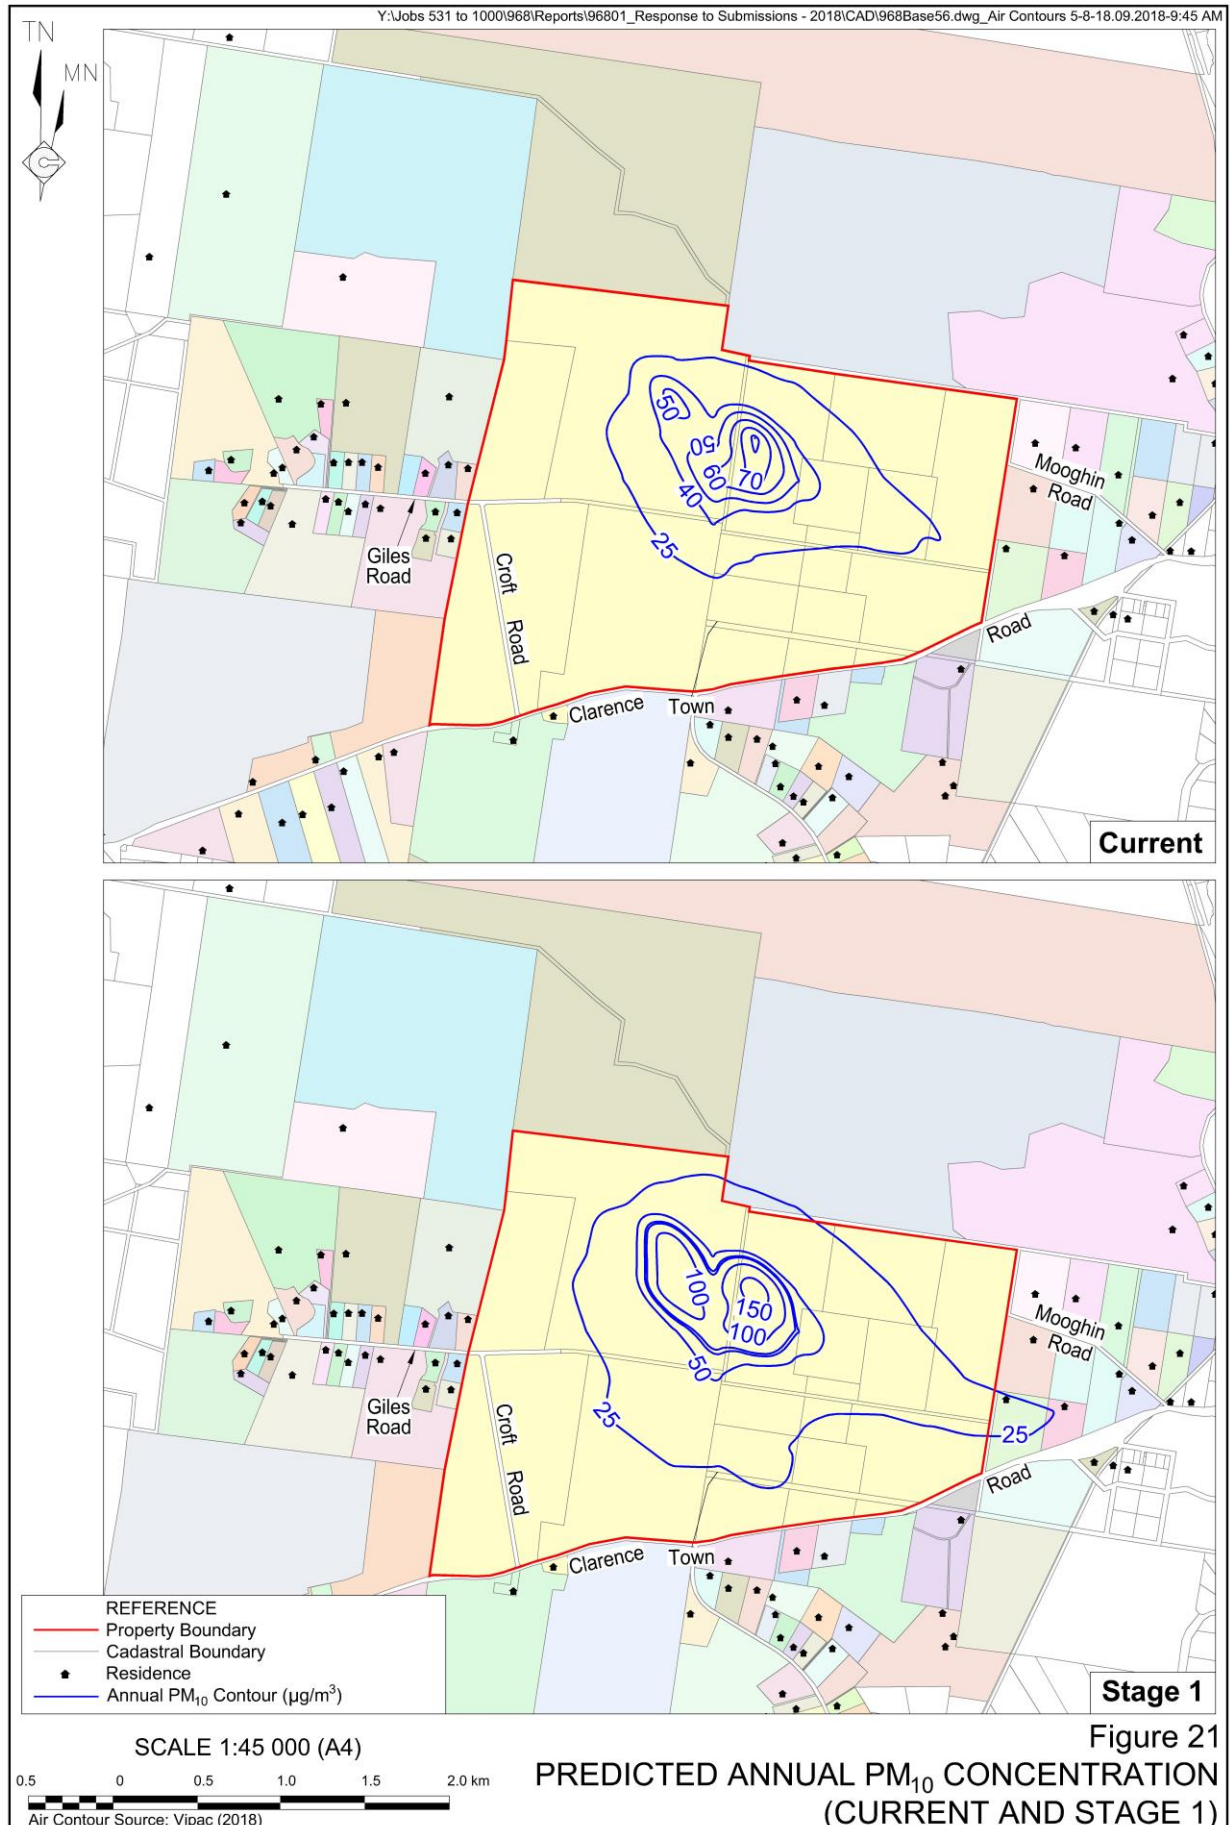 Y:\Jobs 531 to 1000\968\Reports\96801_Response to Submissions - 2018\CAD\968Base56.dwg_Air Contours 5-8-18.09.2018-9:45 AM
TN
MN
50
50
60
70
40
25
Mooghin
Road
Giles
Road
Croft
Road
Clarence Town Road
Current
100
150
100
50
25
25
Mooghin
Road
Giles
Road
Croft
Road
Clarence Town Road
REFERENCE
Property Boundary
Cadastral Boundary
Residence
Annual PM₁₀ Contour (µg/m³)
Stage 1
SCALE 1:45 000 (A4)
0.5 0 0.5 1.0 1.5 2.0 km
Air Contour Source: Vipac (2018)
Figure 21
PREDICTED ANNUAL PM₁₀ CONCENTRATION
(CURRENT AND STAGE 1)